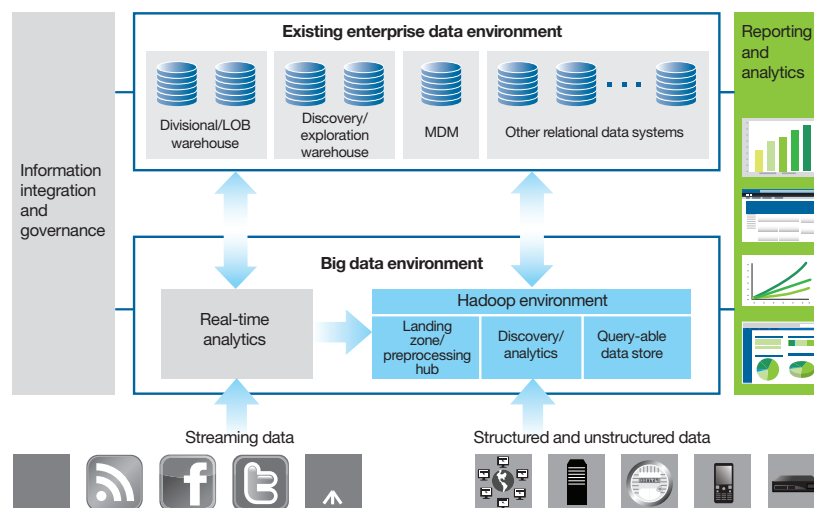 Existing enterprise data environment
Divisional/LOB
warehouse
Discovery/
exploration
warehouse
MDM
Other relational data systems
Reporting
and
analytics
Information
integration
and
governance
Big data environment
Real-time
analytics
Hadoop environment
Landing
zone/
preprocessing
hub
Discovery/
analytics
Query-able
data store
Streaming data
Structured and unstructured data